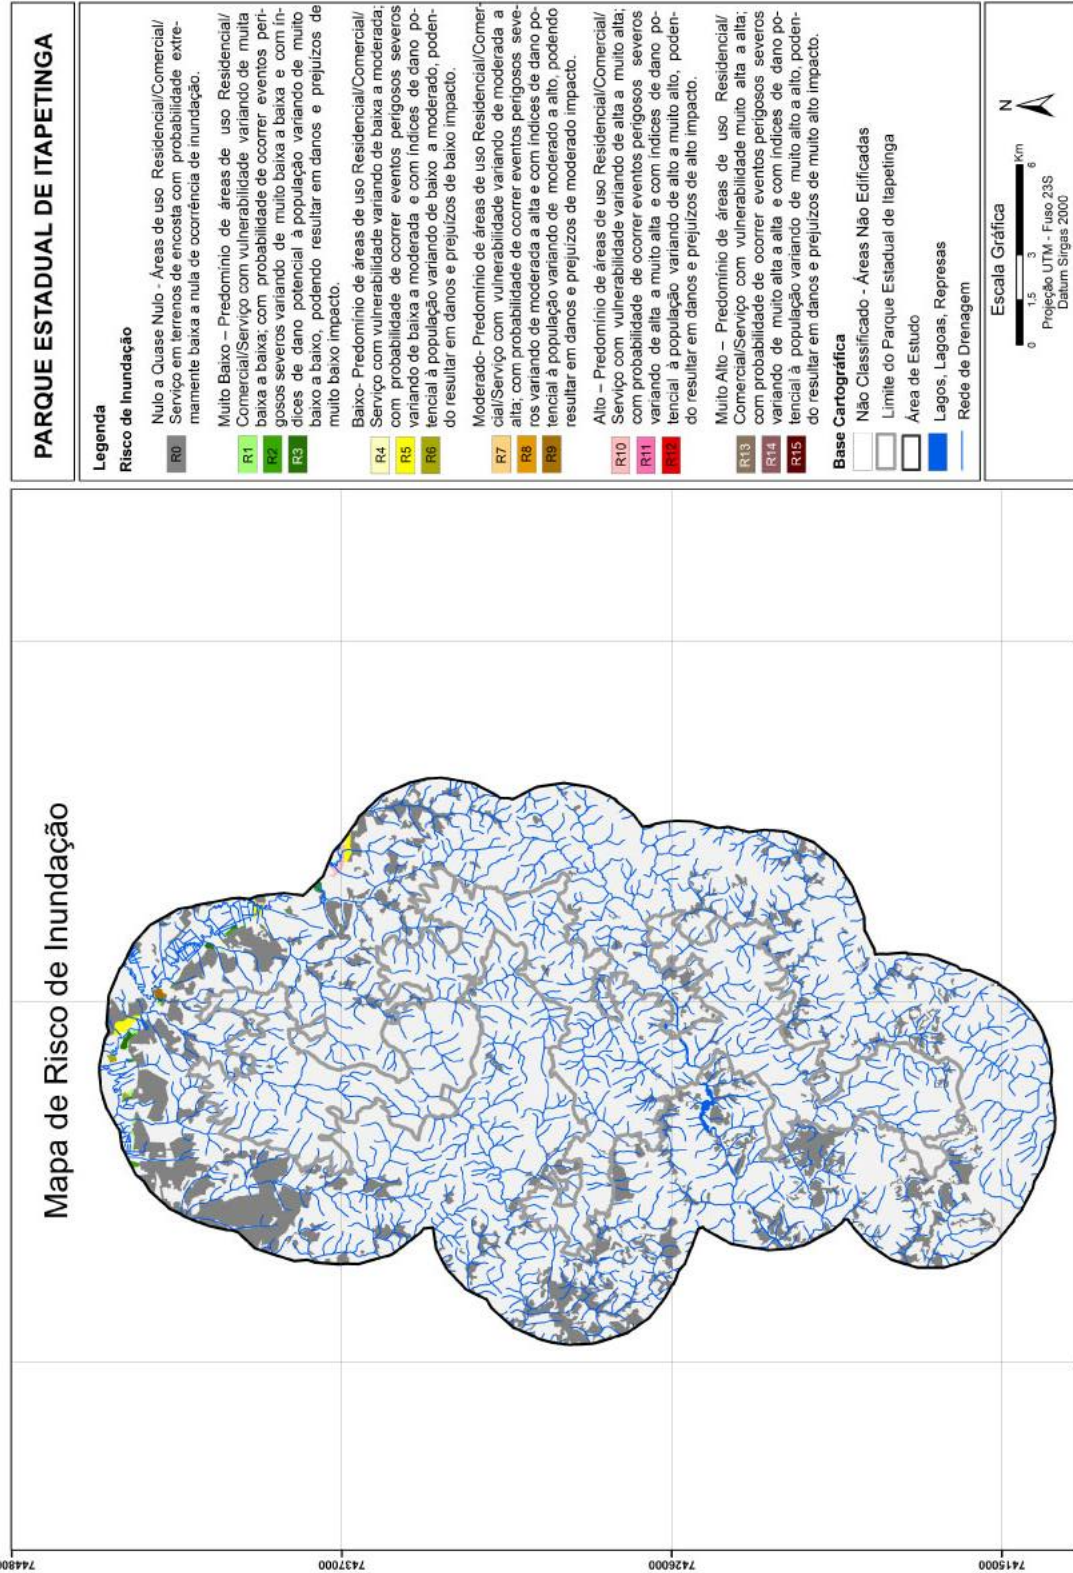 PARQUE ESTADUAL DE ITAPETINGA
Mapa de Risco de Inundação
Legenda
Risco de Inundação
R0
Nulo a Quase Nulo - Áreas de uso Residencial/Comercial/
Serviço em terrenos de encosta com probabilidade extre-
mamente baixa a nula de ocorrência de inundação.
R1
R2
R3
Muito Baixo – Predomínio de áreas de uso Residencial/
Comercial/Serviço com vulnerabilidade variando de muita
baixa a baixa; com probabilidade de ocorrer eventos peri-
gosos severos variando de muito baixa a baixa e com ín-
dices de dano potencial à população variando de muito
baixo a baixo, podendo resultar em danos e prejuízos de
muito baixo impacto.
R4
R5
R6
Baixo- Predomínio de áreas de uso Residencial/Comercial/
Serviço com vulnerabilidade variando de baixa a moderada;
com probabilidade de ocorrer eventos perigosos severos
variando de baixa a moderada e com índices de dano po-
tencial à população variando de baixo a moderado, poden-
do resultar em danos e prejuízos de baixo impacto.
R7
R8
R9
Moderado- Predomínio de áreas de uso Residencial/Comer-
cial/Serviço com vulnerabilidade variando de moderada a
alta; com probabilidade de ocorrer eventos perigosos seve-
ros variando de moderada a alta e com índices de dano po-
tencial à população variando de moderado a alto, podendo
resultar em danos e prejuízos de moderado impacto.
R10
R11
R12
Alto – Predomínio de áreas de uso Residencial/Comercial/
Serviço com vulnerabilidade variando de alta a muito alta;
com probabilidade de ocorrer eventos perigosos severos
variando de alta a muito alta e com índices de dano po-
tencial à população variando de alto a muito alto, poden-
do resultar em danos e prejuízos de alto impacto.
R13
R14
R15
Muito Alto – Predomínio de áreas de uso Residencial/
Comercial/Serviço com vulnerabilidade muito alta a alta;
com probabilidade de ocorrer eventos perigosos severos
variando de muito alta a alta e com índices de dano po-
tencial à população variando de muito alto a alto, poden-
do resultar em danos e prejuízos de muito alto impacto.
Base Cartográfica
Não Classificado - Áreas Não Edificadas
Limite do Parque Estadual de Itapetinga
Área de Estudo
Lagos, Lagoas, Represas
Rede de Drenagem
Escala Gráfica
0 1,5 3 6 Km
Projeção UTM - Fuso 23S
Datum Sirgas 2000
N
7437000
7426000
7415000